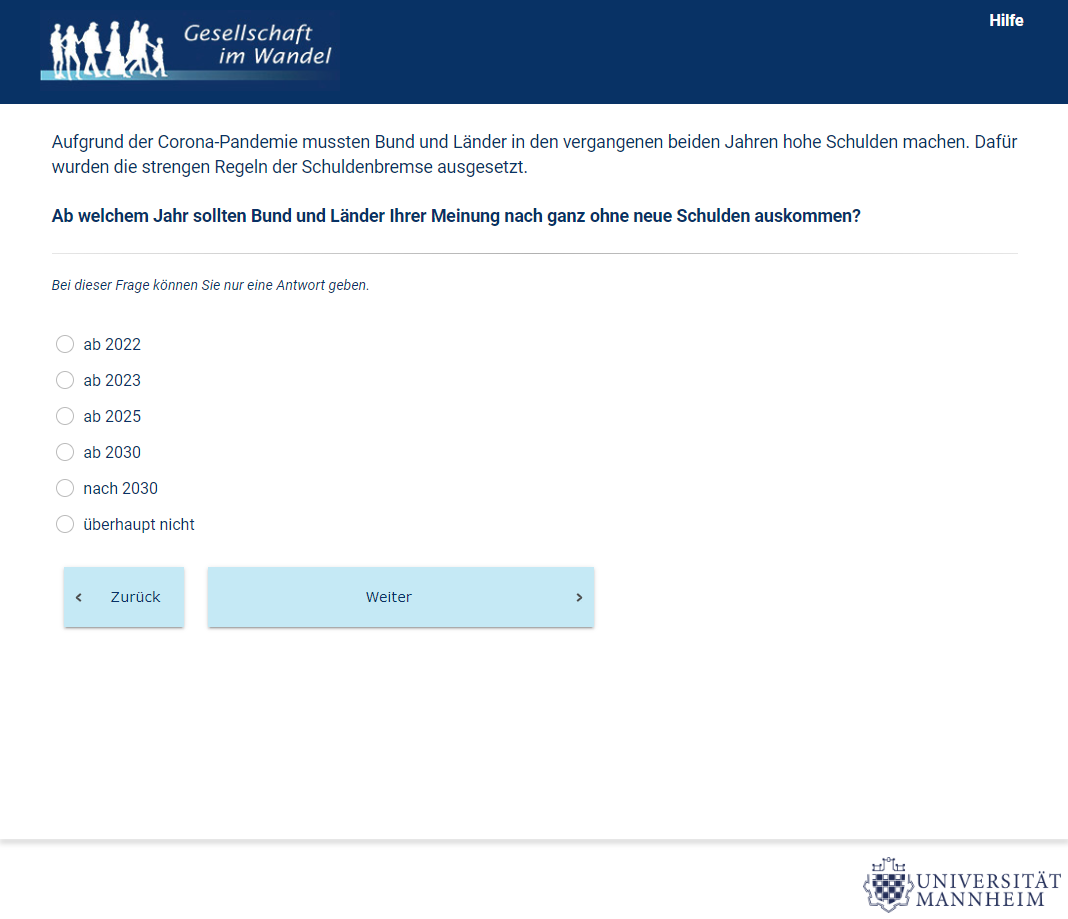 Gesellschaft
im Wandel
Hilfe
Aufgrund der Corona-Pandemie mussten Bund und Länder in den vergangenen beiden Jahren hohe Schulden machen. Dafür
wurden die strengen Regeln der Schuldenbremse ausgesetzt.
Ab welchem Jahr sollten Bund und Länder Ihrer Meinung nach ganz ohne neue Schulden auskommen?
Bei dieser Frage können Sie nur eine Antwort geben.
ab 2022
ab 2023
ab 2025
ab 2030
nach 2030
überhaupt nicht
Zurück
Weiter
UNIVERSITÄT
MANNHEIM